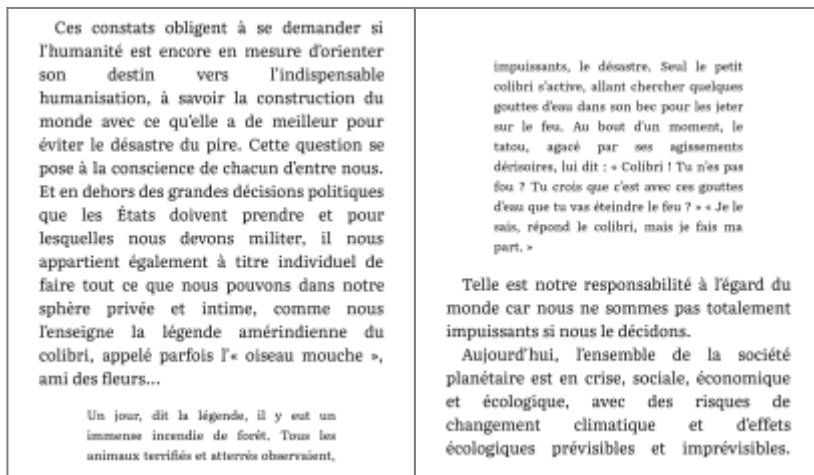 Ces constats obligent à se demander si
l'humanité est encore en mesure d'orienter
son destin vers l'indispensable
humanisation, à savoir la construction du
monde avec ce qu'elle a de meilleur pour
éviter le désastre du pire. Cette question se
pose à la conscience de chacun d'entre nous.
Et en dehors des grandes décisions politiques
que les États doivent prendre et pour
lesquelles nous devons militer, il nous
appartient également à titre individuel de
faire tout ce que nous pouvons dans notre
sphère privée et intime, comme nous
l'enseigne la légende amérindienne du
colibri, appelé parfois l'« oiseau mouche »,
ami des fleurs...
Un jour, dit la légende, il y eut un
immense incendie de forêt. Tous les
animaux terrifiés et atterrés observaient,
impuissants, le désastre. Seul le petit
colibri s'active, allant chercher quelques
gouttes d'eau dans son bec pour les jeter
sur le feu. Au bout d'un moment, le
tatou, agacé par ses agissements
dérisoires, lui dit : « Colibri ! Tu n'es pas
fou ? Tu crois que c'est avec ces gouttes
d'eau que tu vas éteindre le feu ? » « Je le
sais, répond le colibri, mais je fais ma
part. »
Telle est notre responsabilité à l'égard du
monde car nous ne sommes pas totalement
impuissants si nous le décidons.
Aujourd'hui, l'ensemble de la société
planétaire est en crise, sociale, économique
et écologique, avec des risques de
changement climatique et d'effets
écologiques prévisibles et imprévisibles.